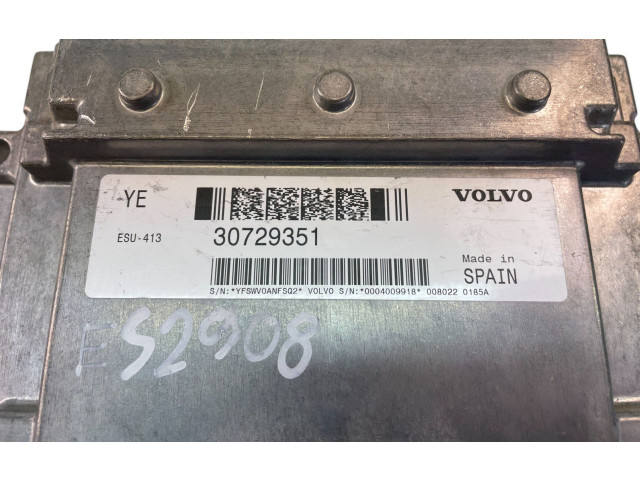 YE
VOLVO
ESU-413
30729351
Made in
SPAIN
S/N:*YFSWV0ANFSQ2* VOLVO S/N:*0004009918* 008022 0185A
ES2908